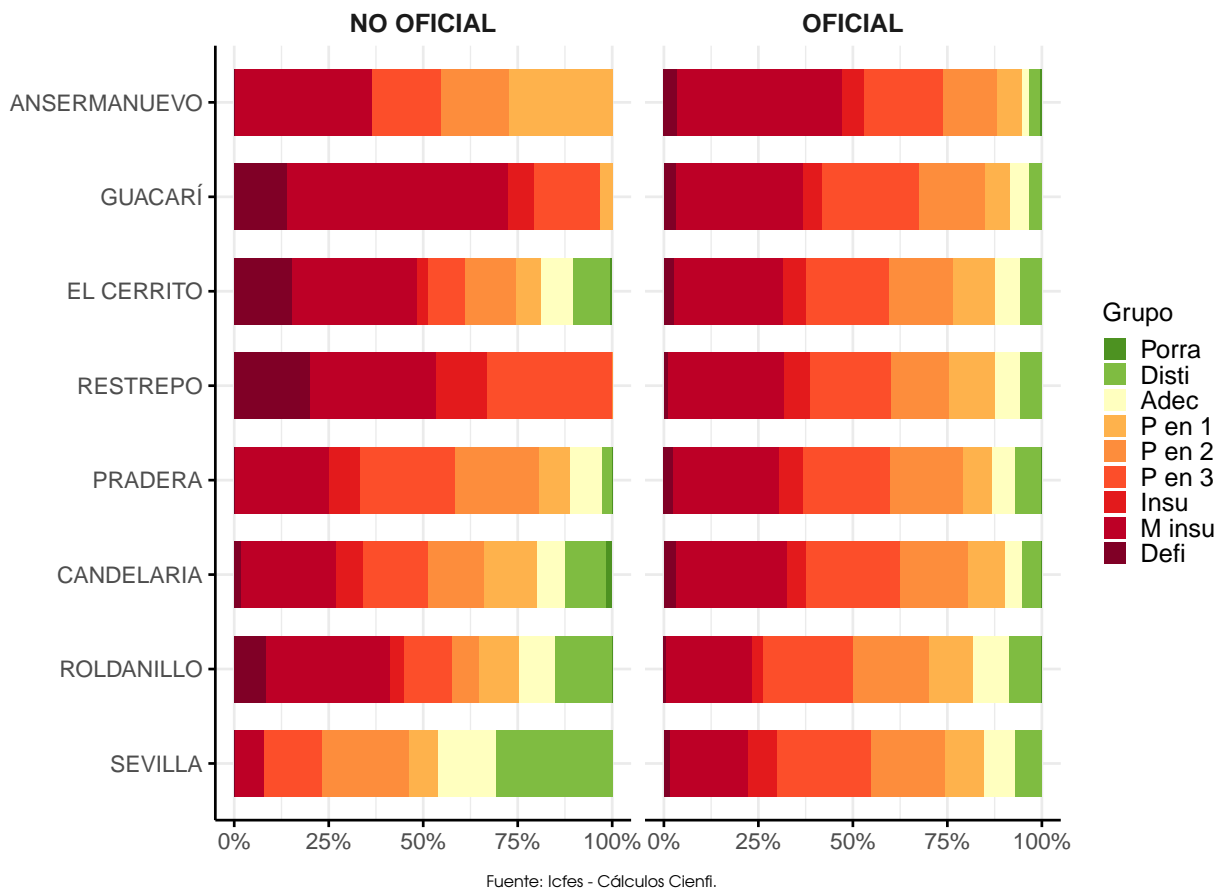 NO OFICIAL
OFICIAL
ANSERMANUEVO
GUACARÍ
EL CERRITO
RESTREPO
PRADERA
CANDELARIA
ROLDANILLO
SEVILLA
0% 25% 50% 75% 100%
0% 25% 50% 75% 100%
Grupo
Porra
Disti
Adec
P en 1
P en 2
P en 3
Insu
M insu
Defi
Fuente: Icfes - Cálculos Cienfi.